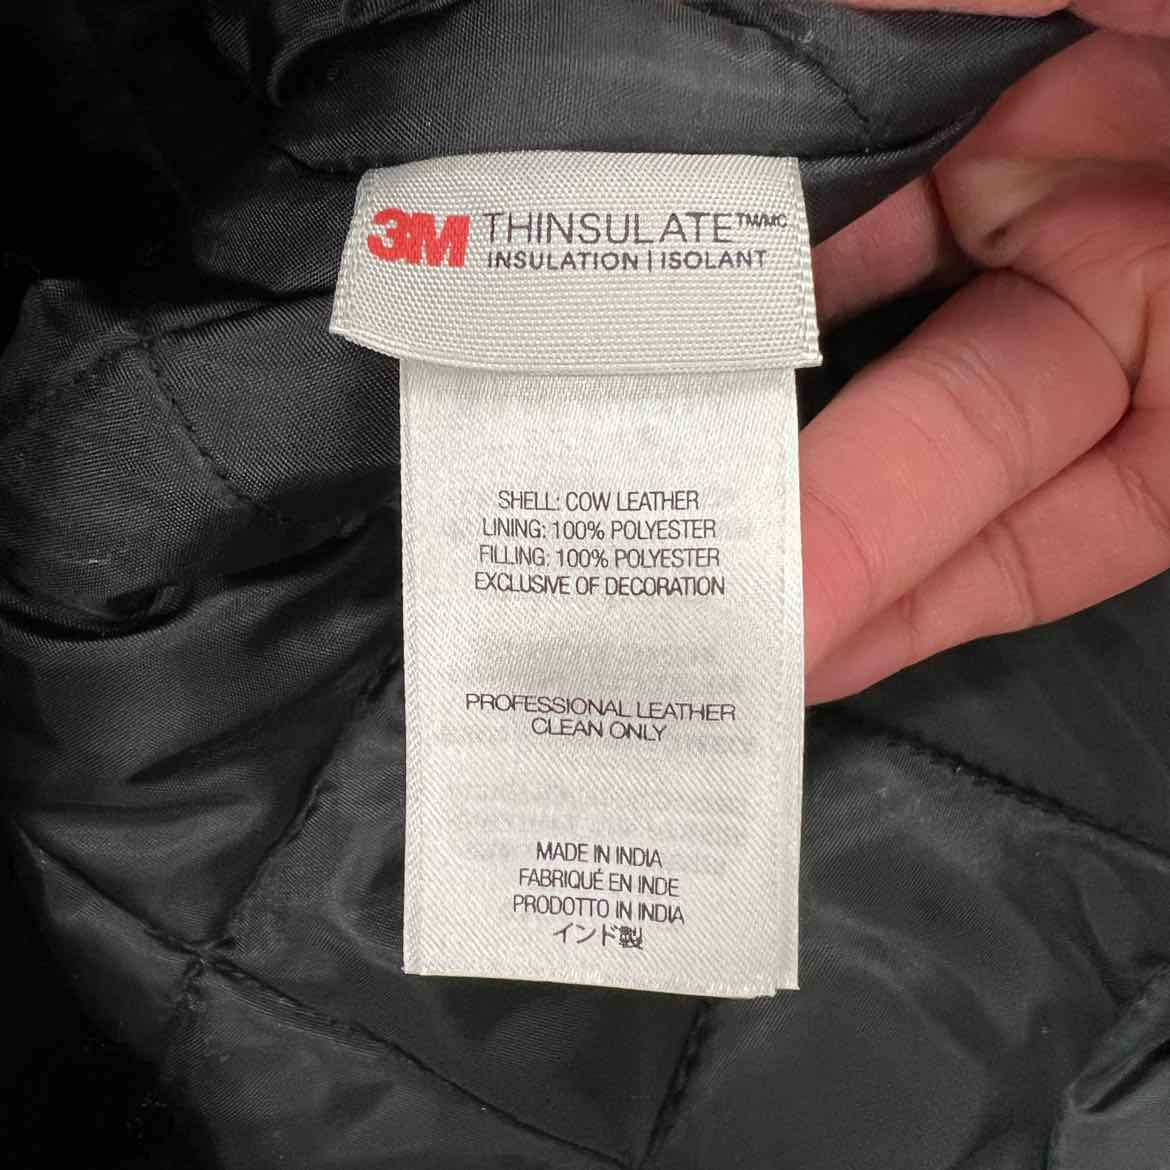 3M THINSULATE™/MC
INSULATION | ISOLANT
SHELL: COW LEATHER
LINING: 100% POLYESTER
FILLING: 100% POLYESTER
EXCLUSIVE OF DECORATION
PROFESSIONAL LEATHER
CLEAN ONLY
MADE IN INDIA
FABRIQUÉ EN INDE
PRODOTTO IN INDIA
インド製